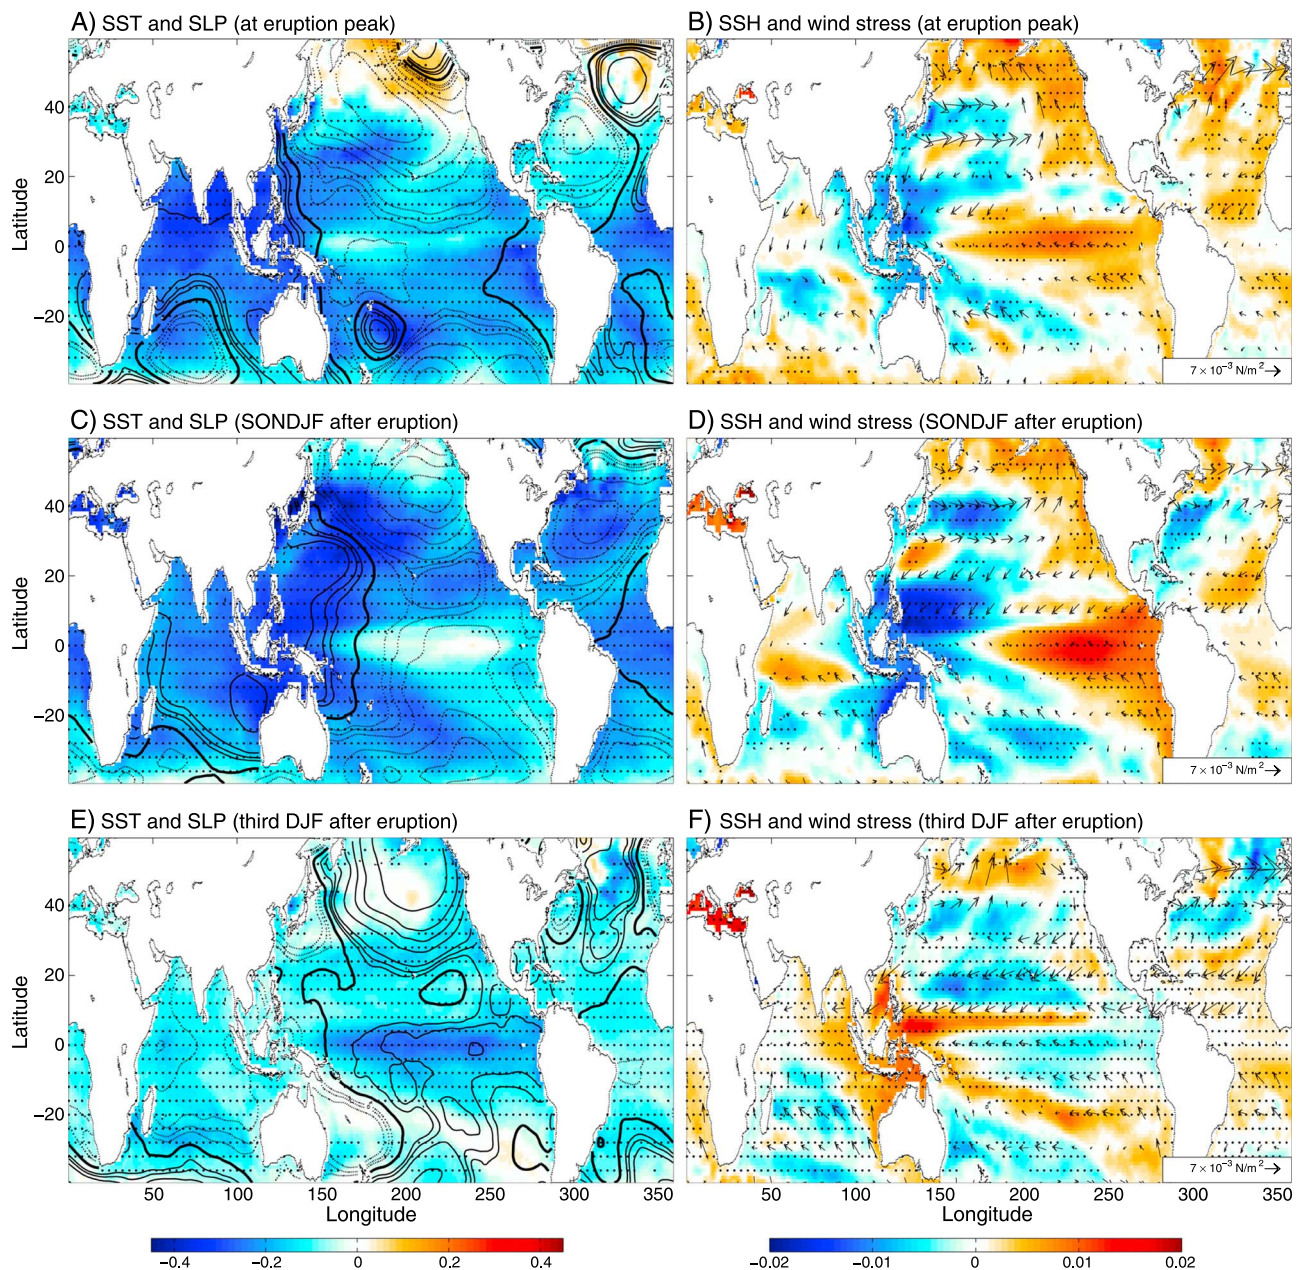 A) SST and SLP (at eruption peak)
B) SSH and wind stress (at eruption peak)
Latitude
40
20
0
−20
7 × 10⁻³ N/m²
C) SST and SLP (SONDJF after eruption)
D) SSH and wind stress (SONDJF after eruption)
Latitude
40
20
0
−20
7 × 10⁻³ N/m²
E) SST and SLP (third DJF after eruption)
F) SSH and wind stress (third DJF after eruption)
Latitude
40
20
0
−20
7 × 10⁻³ N/m²
50 100 150 200 250 300 350
50 100 150 200 250 300 350
Longitude
Longitude
−0.4 −0.2 0 0.2 0.4
−0.02 −0.01 0 0.01 0.02